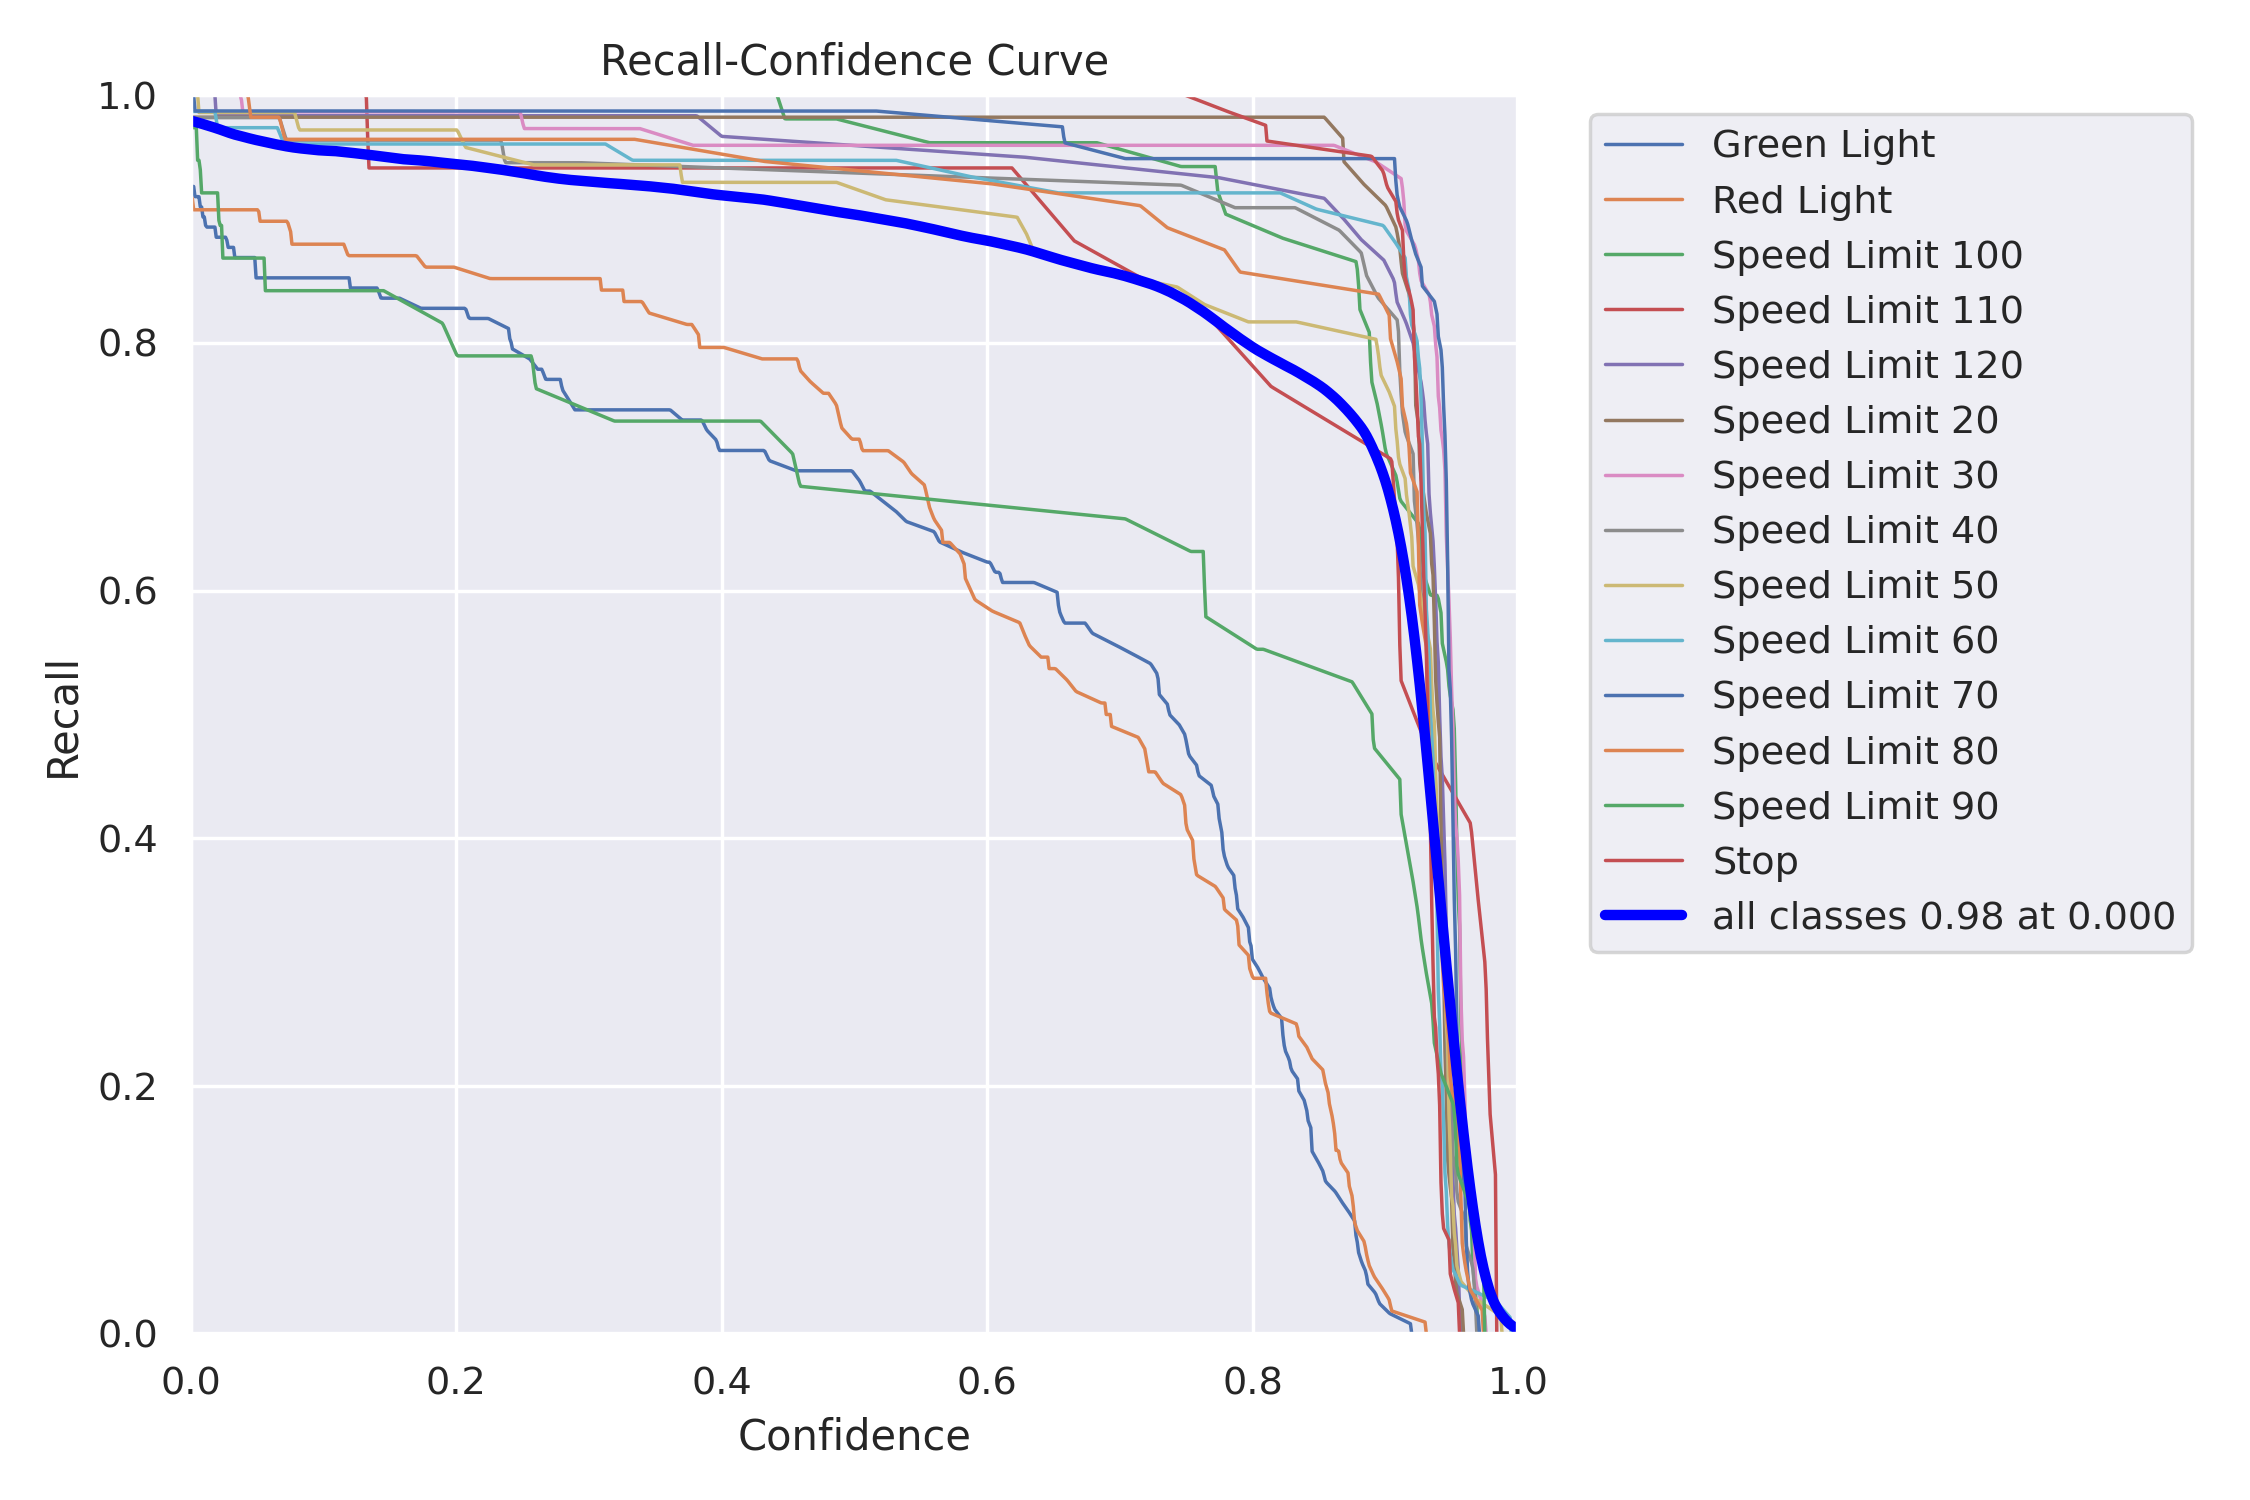 Recall-Confidence Curve
1.0
0.8
0.6
0.4
0.2
0.0
Recall
0.0 0.2 0.4 0.6 0.8 1.0
Confidence
Green Light
Red Light
Speed Limit 100
Speed Limit 110
Speed Limit 120
Speed Limit 20
Speed Limit 30
Speed Limit 40
Speed Limit 50
Speed Limit 60
Speed Limit 70
Speed Limit 80
Speed Limit 90
Stop
all classes 0.98 at 0.000